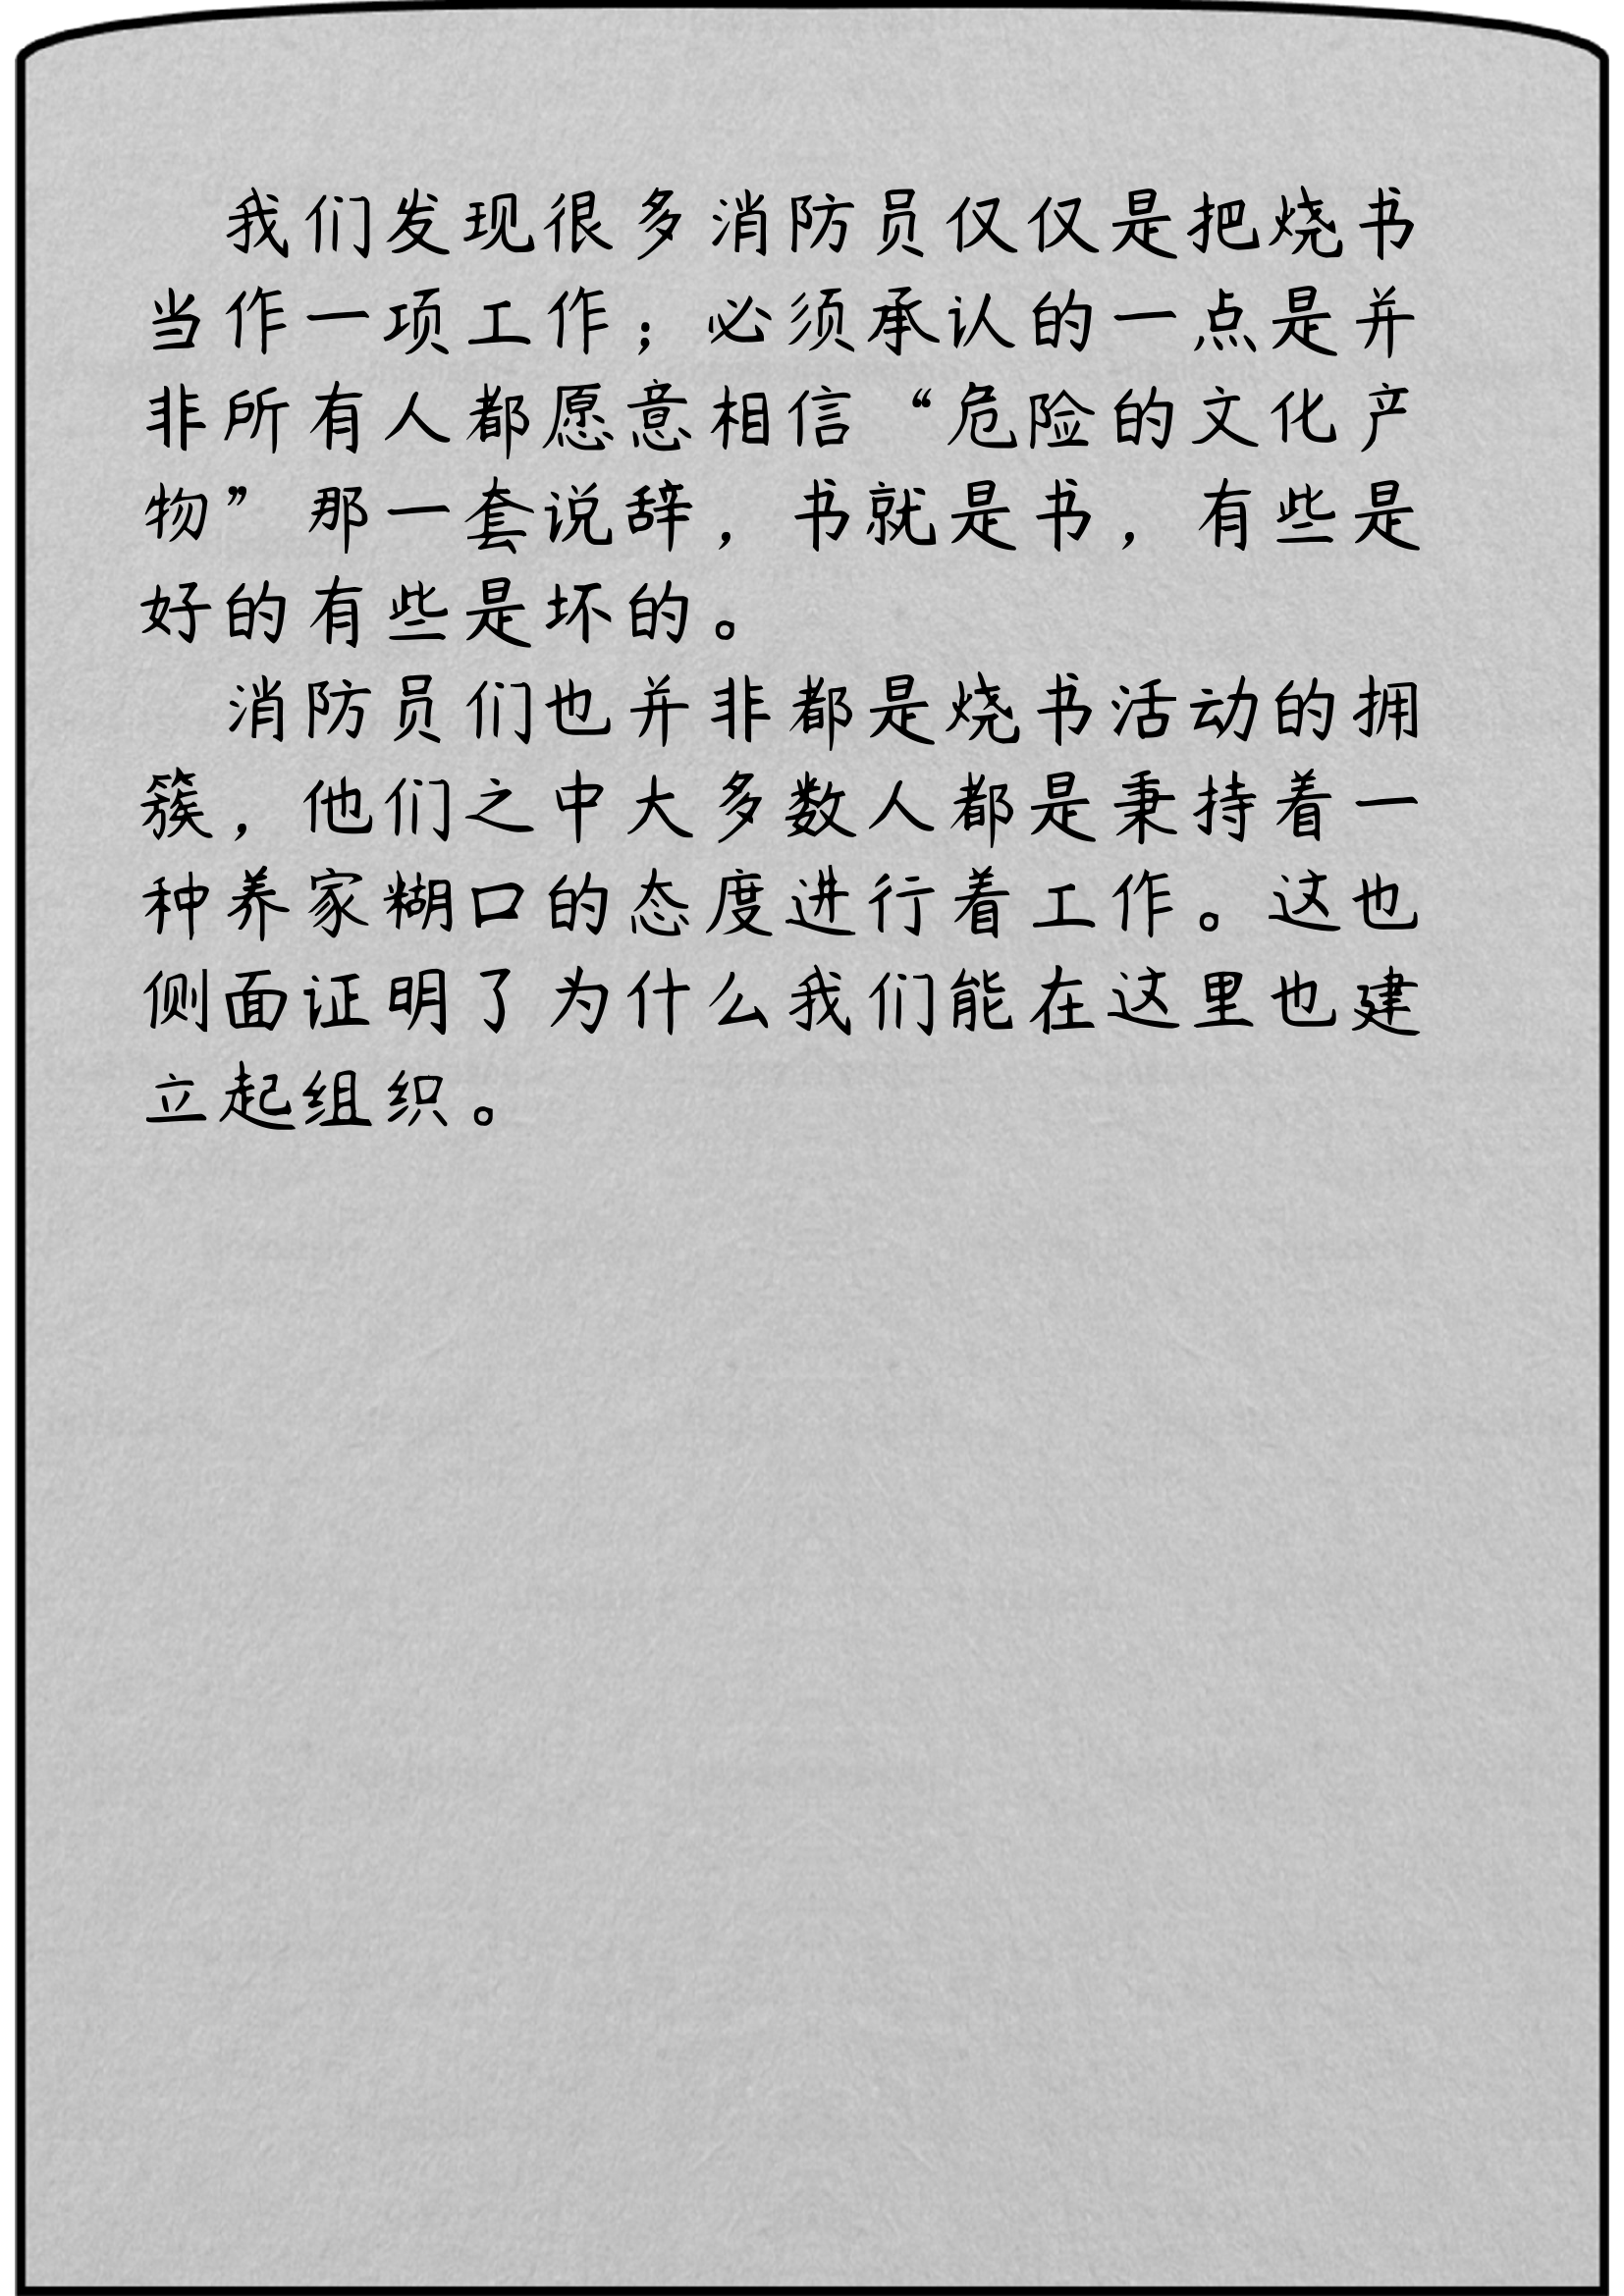 我们发现很多消防员仅仅是把烧书
当作一项工作；必须承认的一点是并
非所有人都愿意相信“危险的文化产
物”那一套说辞，书就是书，有些是
好的有些是坏的。
消防员们也并非都是烧书活动的拥
簇，他们之中大多数人都是秉持着一
种养家糊口的态度进行着工作。这也
侧面证明了为什么我们能在这里也建
立起组织。